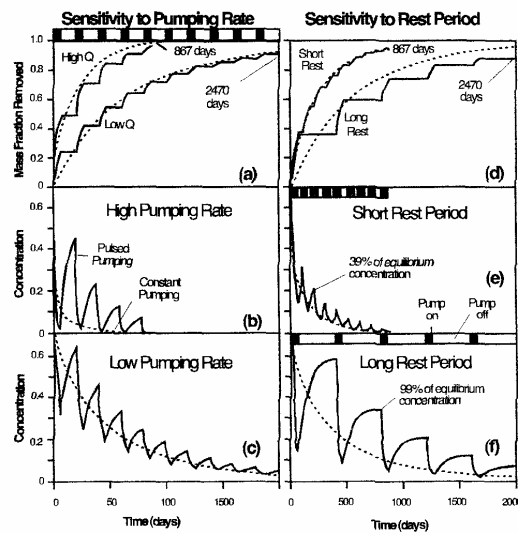 Sensitivity to Pumping Rate
Sensitivity to Rest Period
1.0
0.8
0.6
0.4
0.2
0
Mass Fraction Removed
High Q
867 days
Low Q
2470
days
(a)
Short
Rest
867 days
Long
Rest
2470
days
(d)
High Pumping Rate
0.6
0.4
0.2
0
Concentration
Pulsed
Pumping
Constant
Pumping
(b)
Short Rest Period
39% of equilibrium
concentration
(e)
Pump
on
Pump
off
Low Pumping Rate
0.6
0.4
0.2
0
Concentration
(c)
Long Rest Period
99% of equilibrium
concentration
(f)
0 50 100 1500
Time (days)
0 500 1000 1500 2000
Time (days)